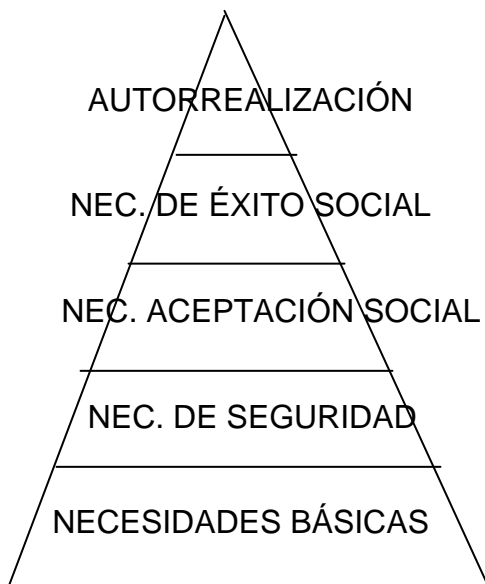 AUTORREALIZACIÓN
NEC. DE ÉXITO SOCIAL
NEC. ACEPTACIÓN SOCIAL
NEC. DE SEGURIDAD
NECESIDADES BÁSICAS